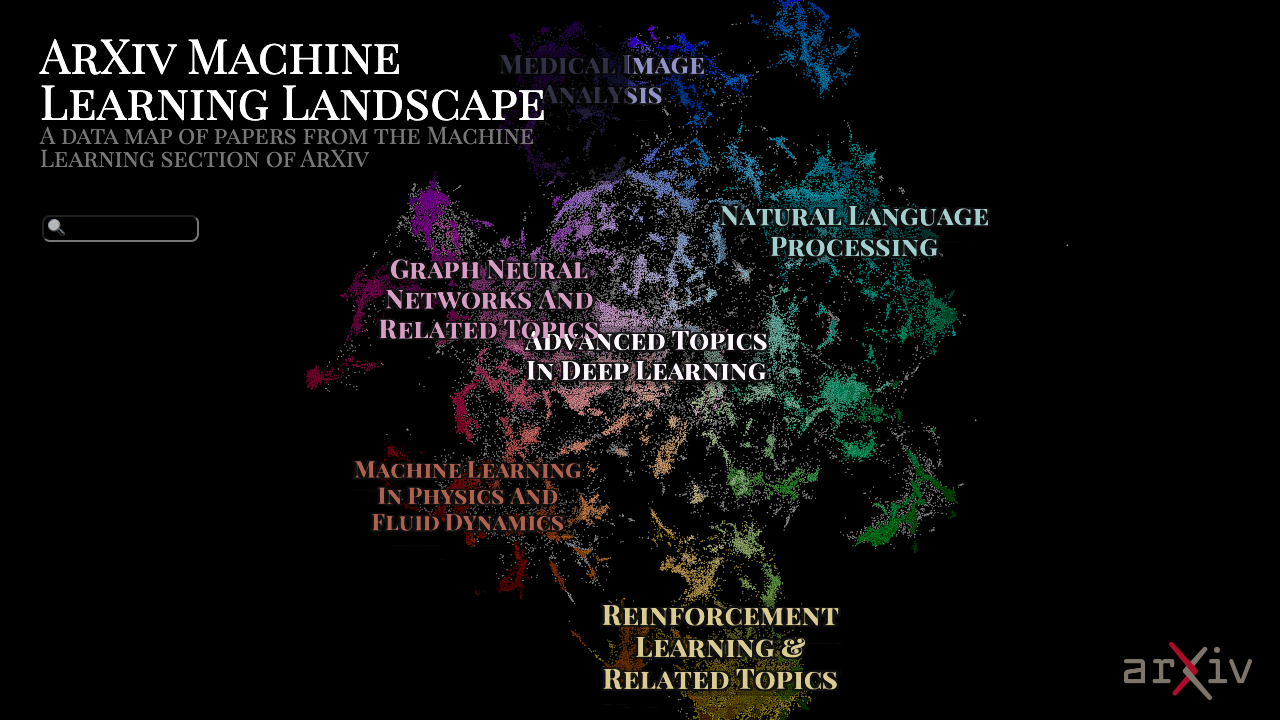 ArXiv Machine
Learning Landscape
A data map of papers from the Machine
Learning section of ArXiv
Medical Image
Analysis
Natural Language
Processing
Graph Neural
Networks And
Related Topics
Advanced Topics
In Deep Learning
Machine Learning
In Physics And
Fluid Dynamics
Reinforcement
Learning &
Related Topics
arXiv